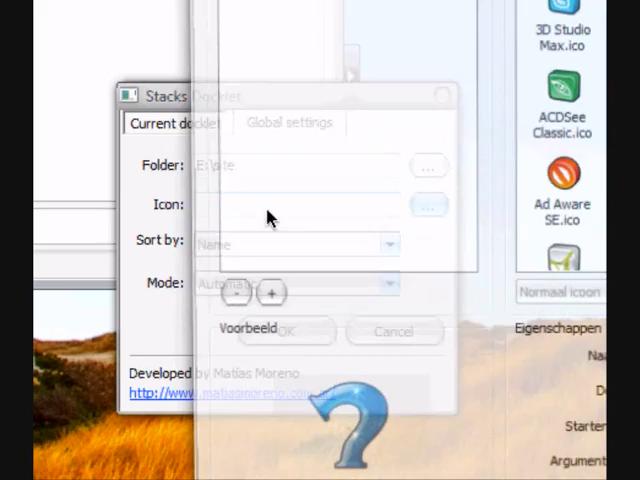 3D Studio
Max.ico
Stacks Docklet
Current docklet
Global settings
ACDSee
Classic.ico
Folder:
E:\site
...
Icon:
...
Ad Aware
SE.ico
Sort by:
Name
Mode:
Automatic
-
+
Normaal icoon
Voorbeeld
OK
Cancel
Eigenschappen
Developed by Matías Moreno
http://www.matiasmoreno.com.ar/
Starten
Argument